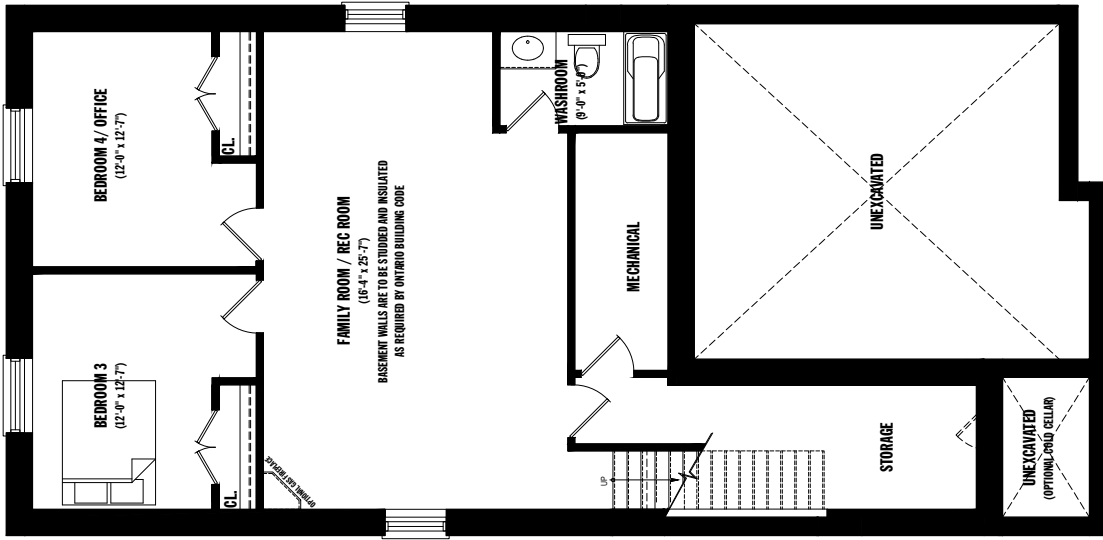 BEDROOM 4/ OFFICE
(12'-0" x 12'-7")
CL.
BEDROOM 3
(12'-0" x 12'-7")
CL.
OPTIONAL GAS FIREPLACE
FAMILY ROOM / REC ROOM
(16'-4" x 25'-7")
BASEMENT WALLS ARE TO BE STUDDED AND INSULATED
AS REQUIRED BY ONTARIO BUILDING CODE
WASHROOM
(9'-0" x 5'-0")
MECHANICAL
UP
STORAGE
UNEXCAVATED
UNEXCAVATED
(OPTIONAL COLD CELLAR)